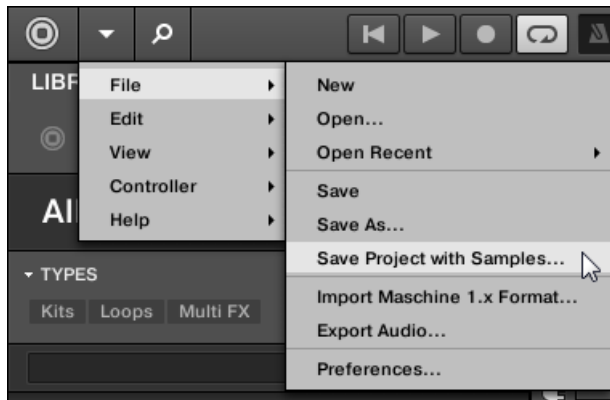 LIBR
File
Edit
View
Controller
Help
New
Open...
Open Recent
Save
Save As...
Save Project with Samples...
Import Maschine 1.x Format...
Export Audio...
Preferences...
All
TYPES
Kits Loops Multi FX